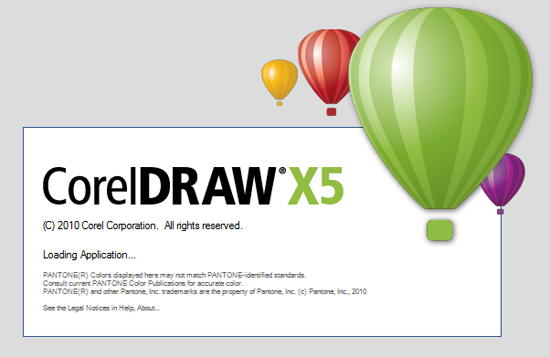 CorelDRAW® X5
(C) 2010 Corel Corporation. All rights reserved.
Loading Application...
PANTONE(R) Colors displayed here may not match PANTONE-identified standards.
Consult current PANTONE Color Publications for accurate color.
PANTONE(R) and other Pantone, Inc. trademarks are the property of Pantone, Inc. (c) Pantone, Inc., 2010
See the Legal Notices in Help, About...